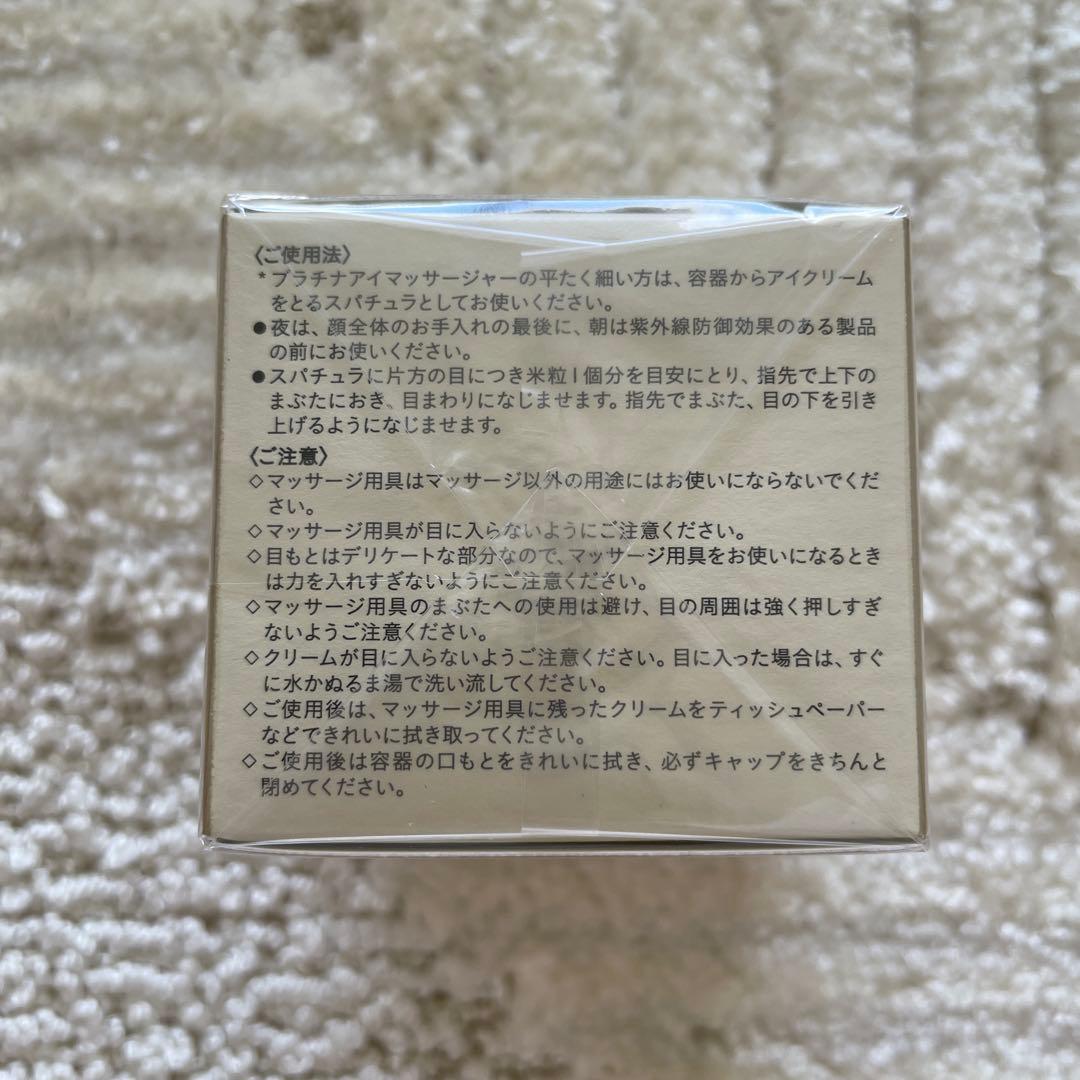 〈ご使用法〉
* プラチナアイマッサージャーの平たく細い方は、容器からアイクリーム
をとるスパチュラとしてお使いください。
●夜は、顔全体のお手入れの最後に、朝は紫外線防御効果のある製品
の前にお使いください。
●スパチュラに片方の目につき米粒1個分を目安にとり、指先で上下の
まぶたにおき、目まわりになじませます。指先でまぶた、目の下を引き
上げるようになじませます。
〈ご注意〉
◇マッサージ用具はマッサージ以外の用途にはお使いにならないでくだ
さい。
◇マッサージ用具が目に入らないようにご注意ください。
◇目もとはデリケートな部分なので、マッサージ用具をお使いになるとき
は力を入れすぎないようにご注意ください。
◇マッサージ用具のまぶたへの使用は避け、目の周囲は強く押しすぎ
ないようご注意ください。
◇クリームが目に入らないようご注意ください。目に入った場合は、すぐ
に水かぬるま湯で洗い流してください。
◇ご使用後は、マッサージ用具に残ったクリームをティッシュペーパー
などできれいに拭き取ってください。
◇ご使用後は容器の口もとをきれいに拭き、必ずキャップをきちんと
閉めてください。